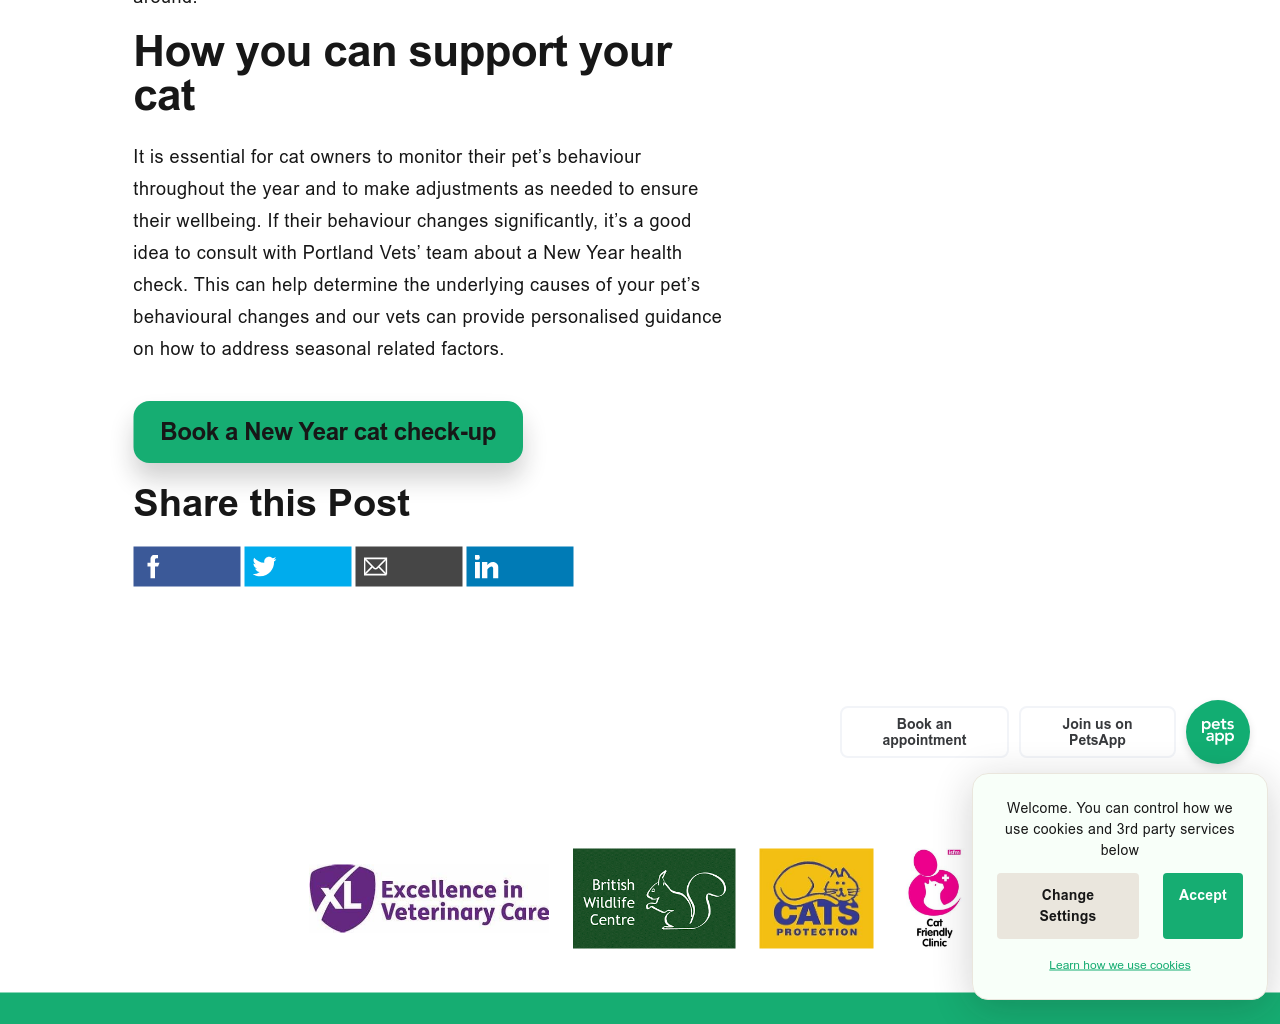 around.
How you can support your
cat
It is essential for cat owners to monitor their pet’s behaviour
throughout the year and to make adjustments as needed to ensure
their wellbeing. If their behaviour changes significantly, it’s a good
idea to consult with Portland Vets’ team about a New Year health
check. This can help determine the underlying causes of your pet’s
behavioural changes and our vets can provide personalised guidance
on how to address seasonal related factors.
Book a New Year cat check-up
Share this Post
Book an
appointment
Join us on
PetsApp
pets
app
Welcome. You can control how we
use cookies and 3rd party services
below
Change
Settings
Accept
Learn how we use cookies
XL
Excellence in
Veterinary Care
British
Wildlife
Centre
CATS
PROTECTION
Cat
Friendly
Clinic